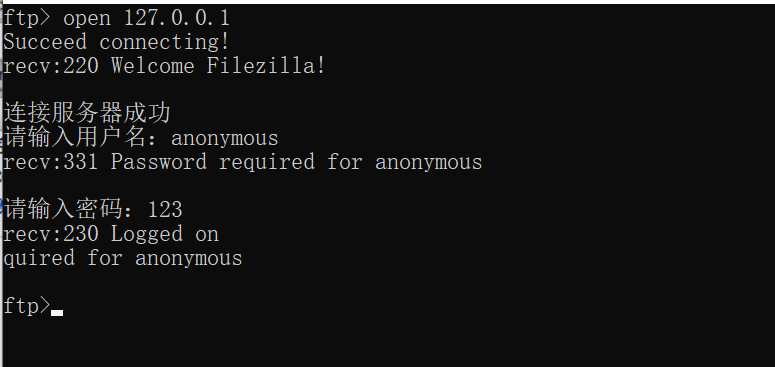 ftp> open 127.0.0.1
Succeed connecting!
recv:220 Welcome Filezilla!
连接服务器成功
请输入用户名：anonymous
recv:331 Password required for anonymous
请输入密码：123
recv:230 Logged on
quired for anonymous
ftp>